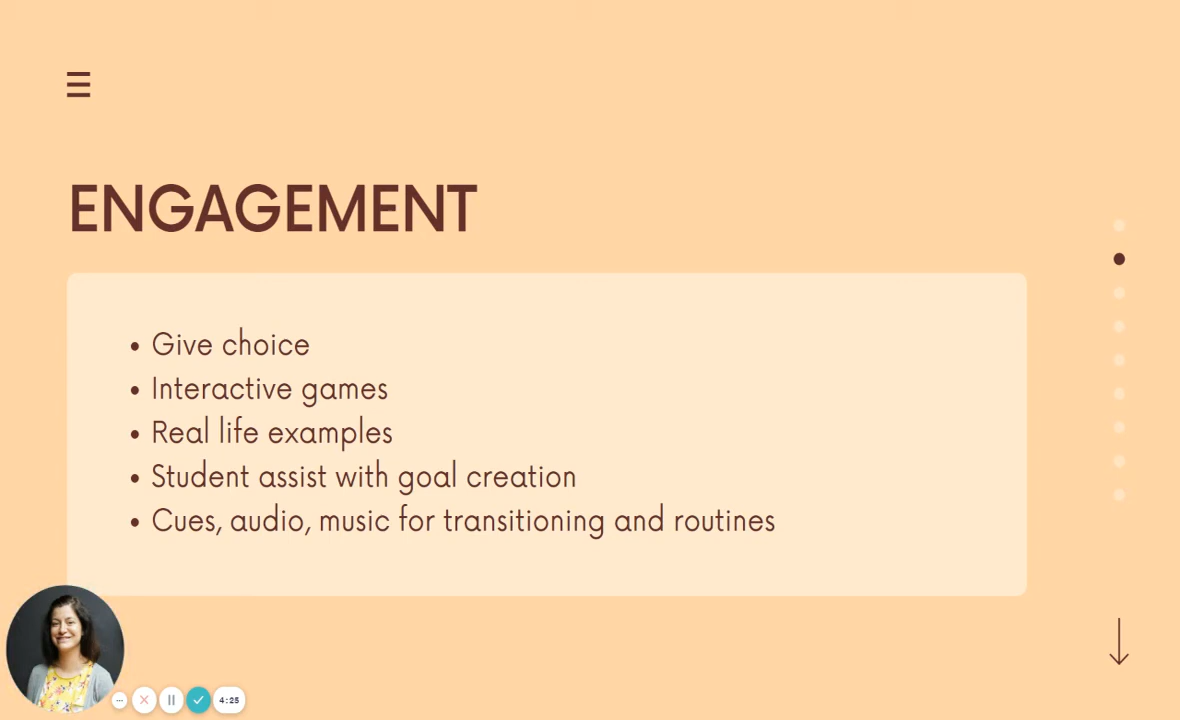 ENGAGEMENT
• Give choice
• Interactive games
• Real life examples
• Student assist with goal creation
• Cues, audio, music for transitioning and routines
4:25